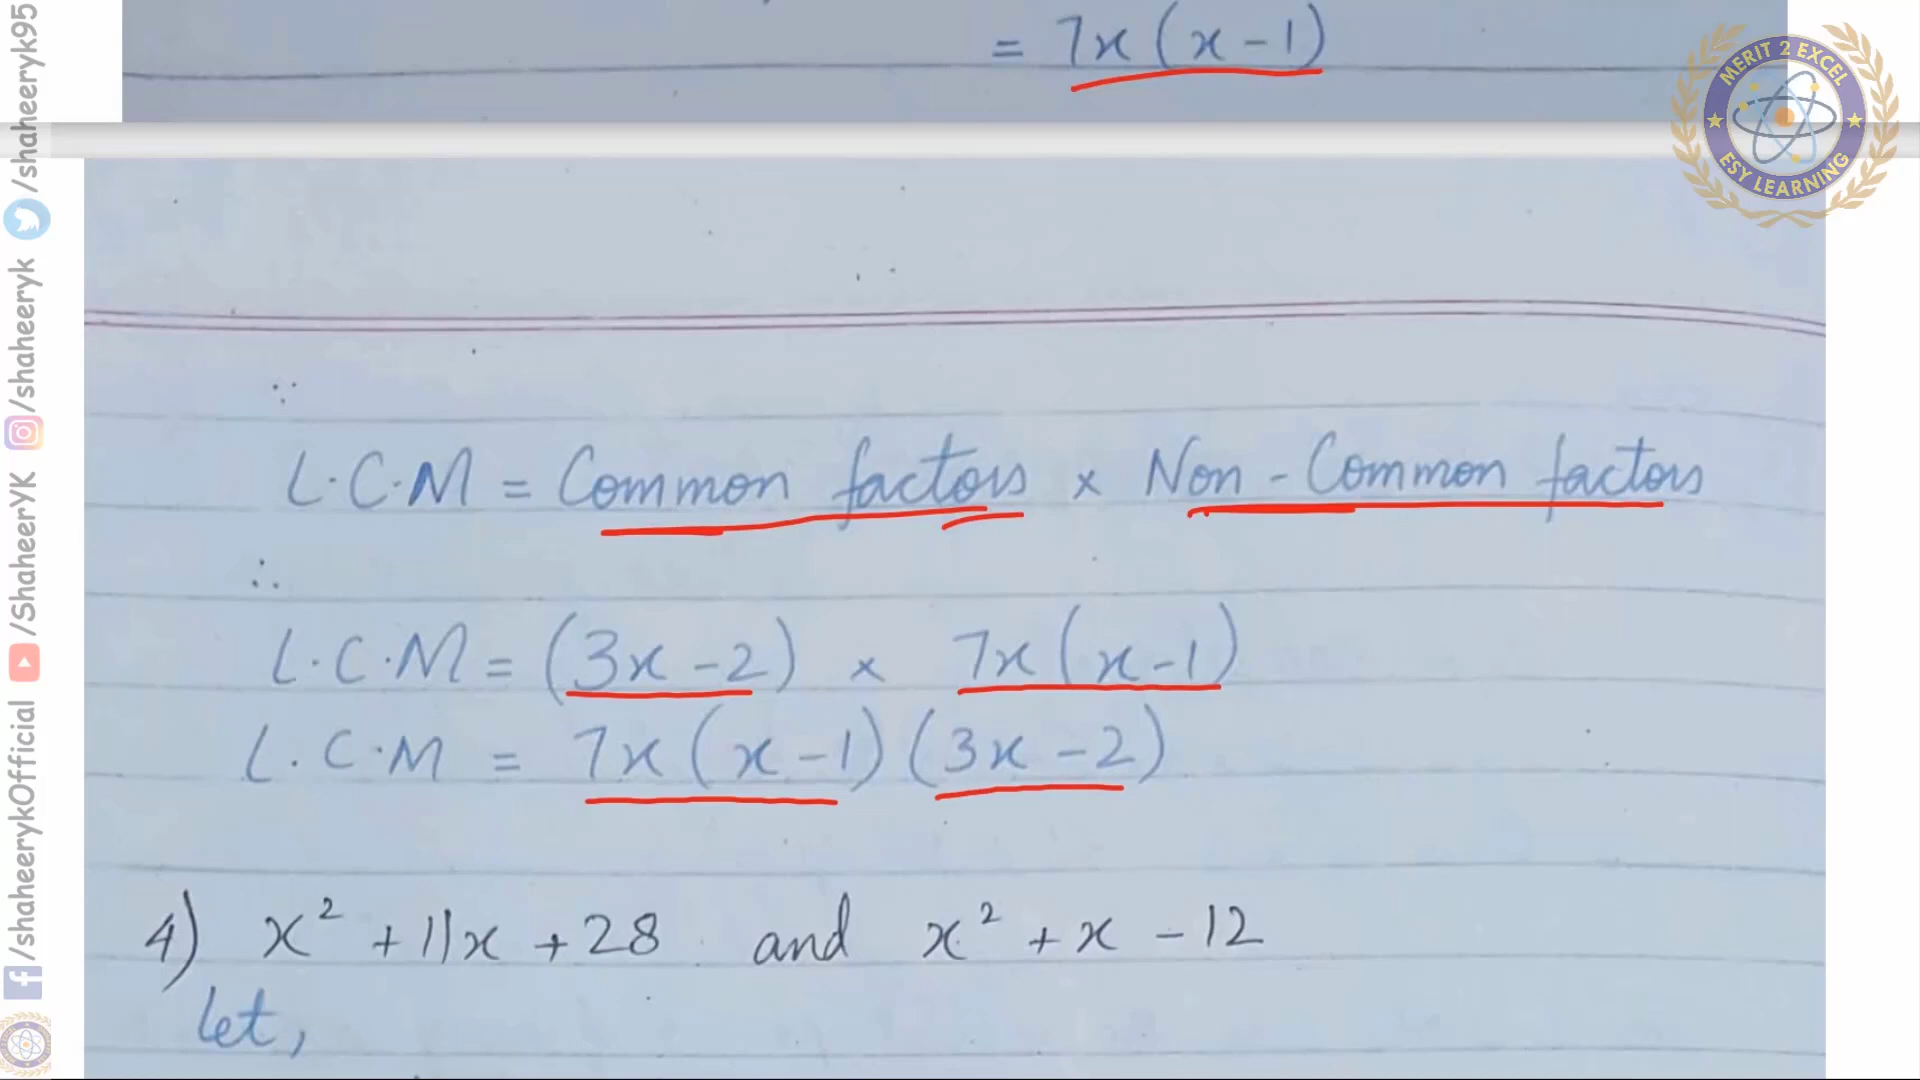 = 7x (x - 1)
∵
L.C.M = Common factors × Non-Common factors
∴
L.C.M = (3x - 2) × 7x (x - 1)
L.C.M = 7x (x - 1) (3x - 2)
4) x² + 11x + 28 and x² + x - 12
Let,
MERIT 2 EXCEL
ESY LEARNING
/shaheeryk95
/shaheeryk
/ShaheerYK
/shaheerykOfficial